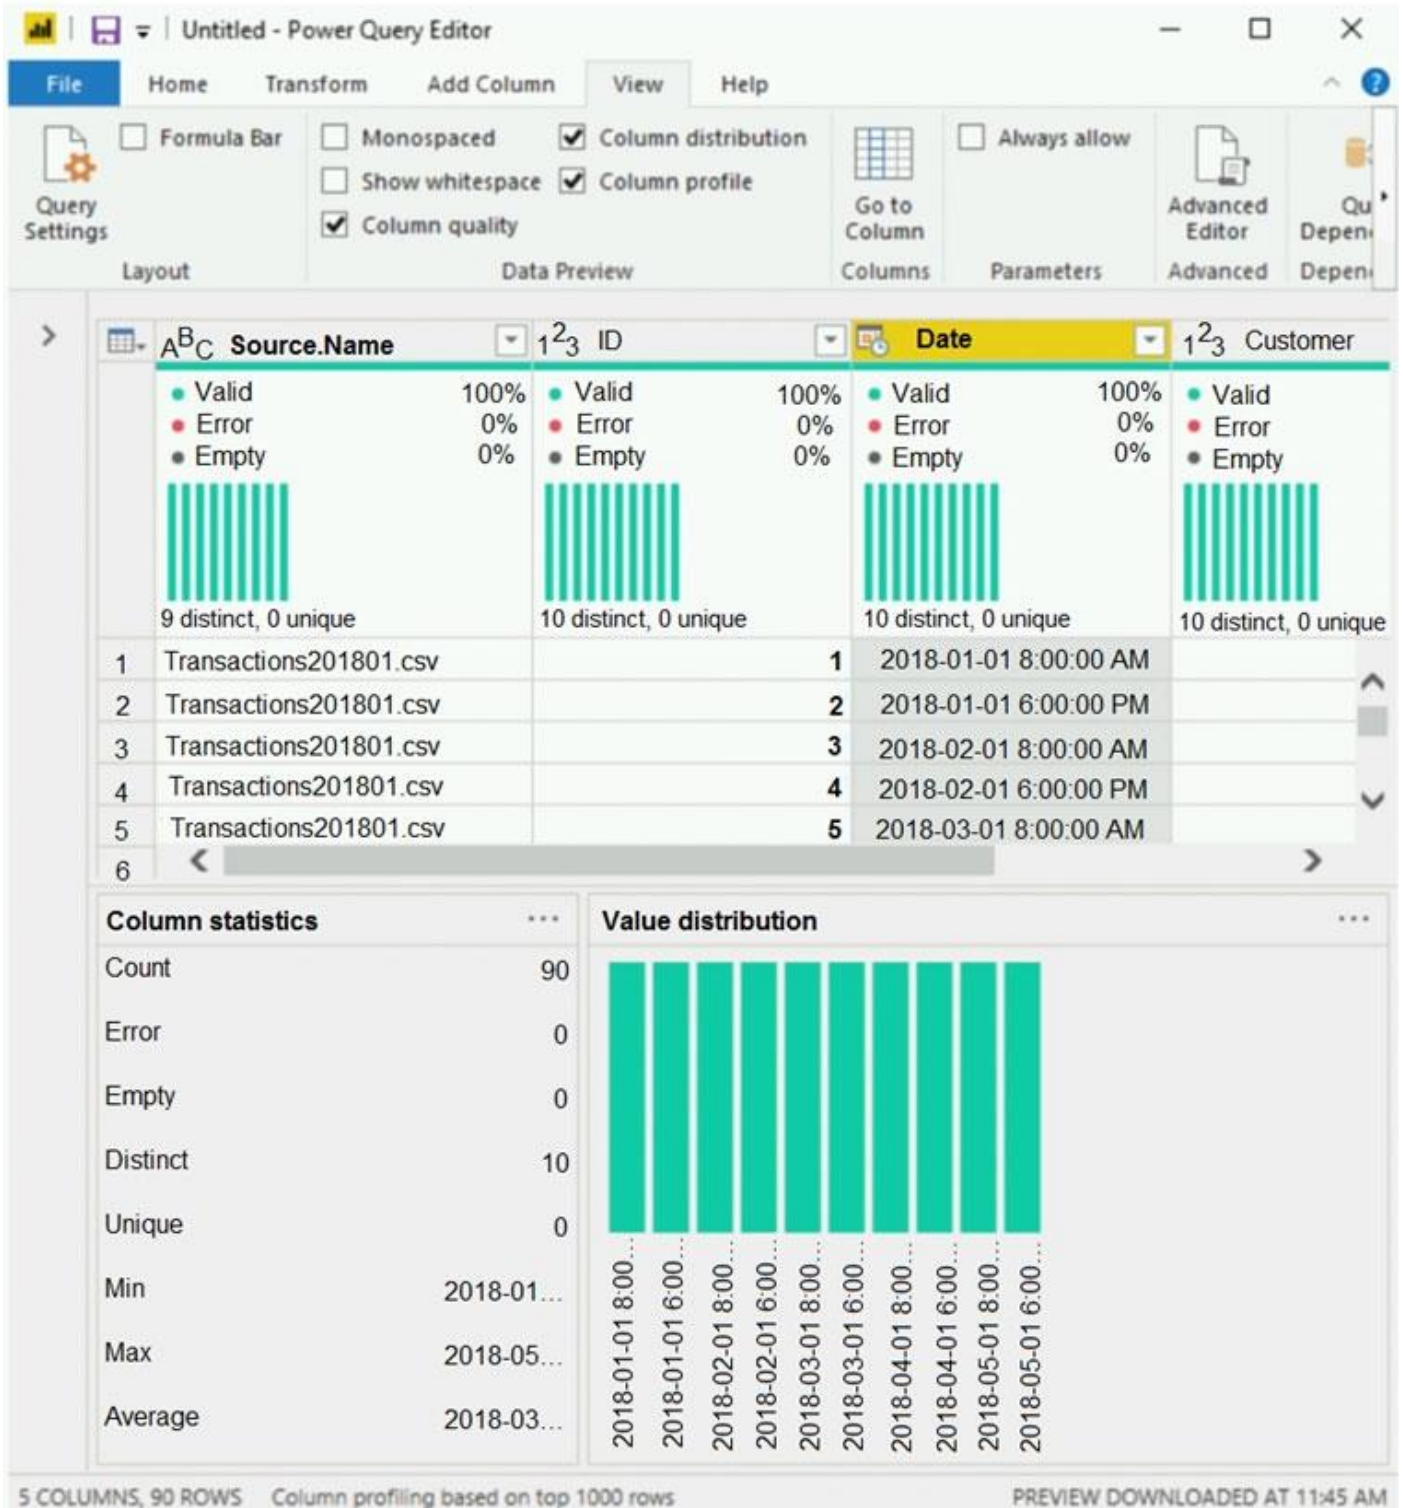 Untitled - Power Query Editor
File Home Transform Add Column View Help
Formula Bar Monospaced Column distribution Always allow
Show whitespace Column profile
Query Settings Column quality Go to Column Advanced Editor Qu Depen
Layout Data Preview Columns Parameters Advanced Depen
ABC Source.Name 123 ID Date 123 Customer
Valid 100% Valid 100% Valid 100% Valid
Error 0% Error 0% Error 0% Error
Empty 0% Empty 0% Empty 0% Empty
9 distinct, 0 unique 10 distinct, 0 unique 10 distinct, 0 unique 10 distinct, 0 unique
1 Transactions201801.csv 1 2018-01-01 8:00:00 AM
2 Transactions201801.csv 2 2018-01-01 6:00:00 PM
3 Transactions201801.csv 3 2018-02-01 8:00:00 AM
4 Transactions201801.csv 4 2018-02-01 6:00:00 PM
5 Transactions201801.csv 5 2018-03-01 8:00:00 AM
6
Column statistics ... Value distribution ...
Count 90
Error 0
Empty 0
Distinct 10
Unique 0
Min 2018-01...
Max 2018-05...
Average 2018-03...
2018-01-01 8:00...
2018-01-01 6:00...
2018-02-01 8:00...
2018-02-01 6:00...
2018-03-01 8:00...
2018-03-01 6:00...
2018-04-01 8:00...
2018-04-01 6:00...
2018-05-01 8:00...
2018-05-01 6:00...
5 COLUMNS, 90 ROWS Column profiling based on top 1000 rows PREVIEW DOWNLOADED AT 11:45 AM